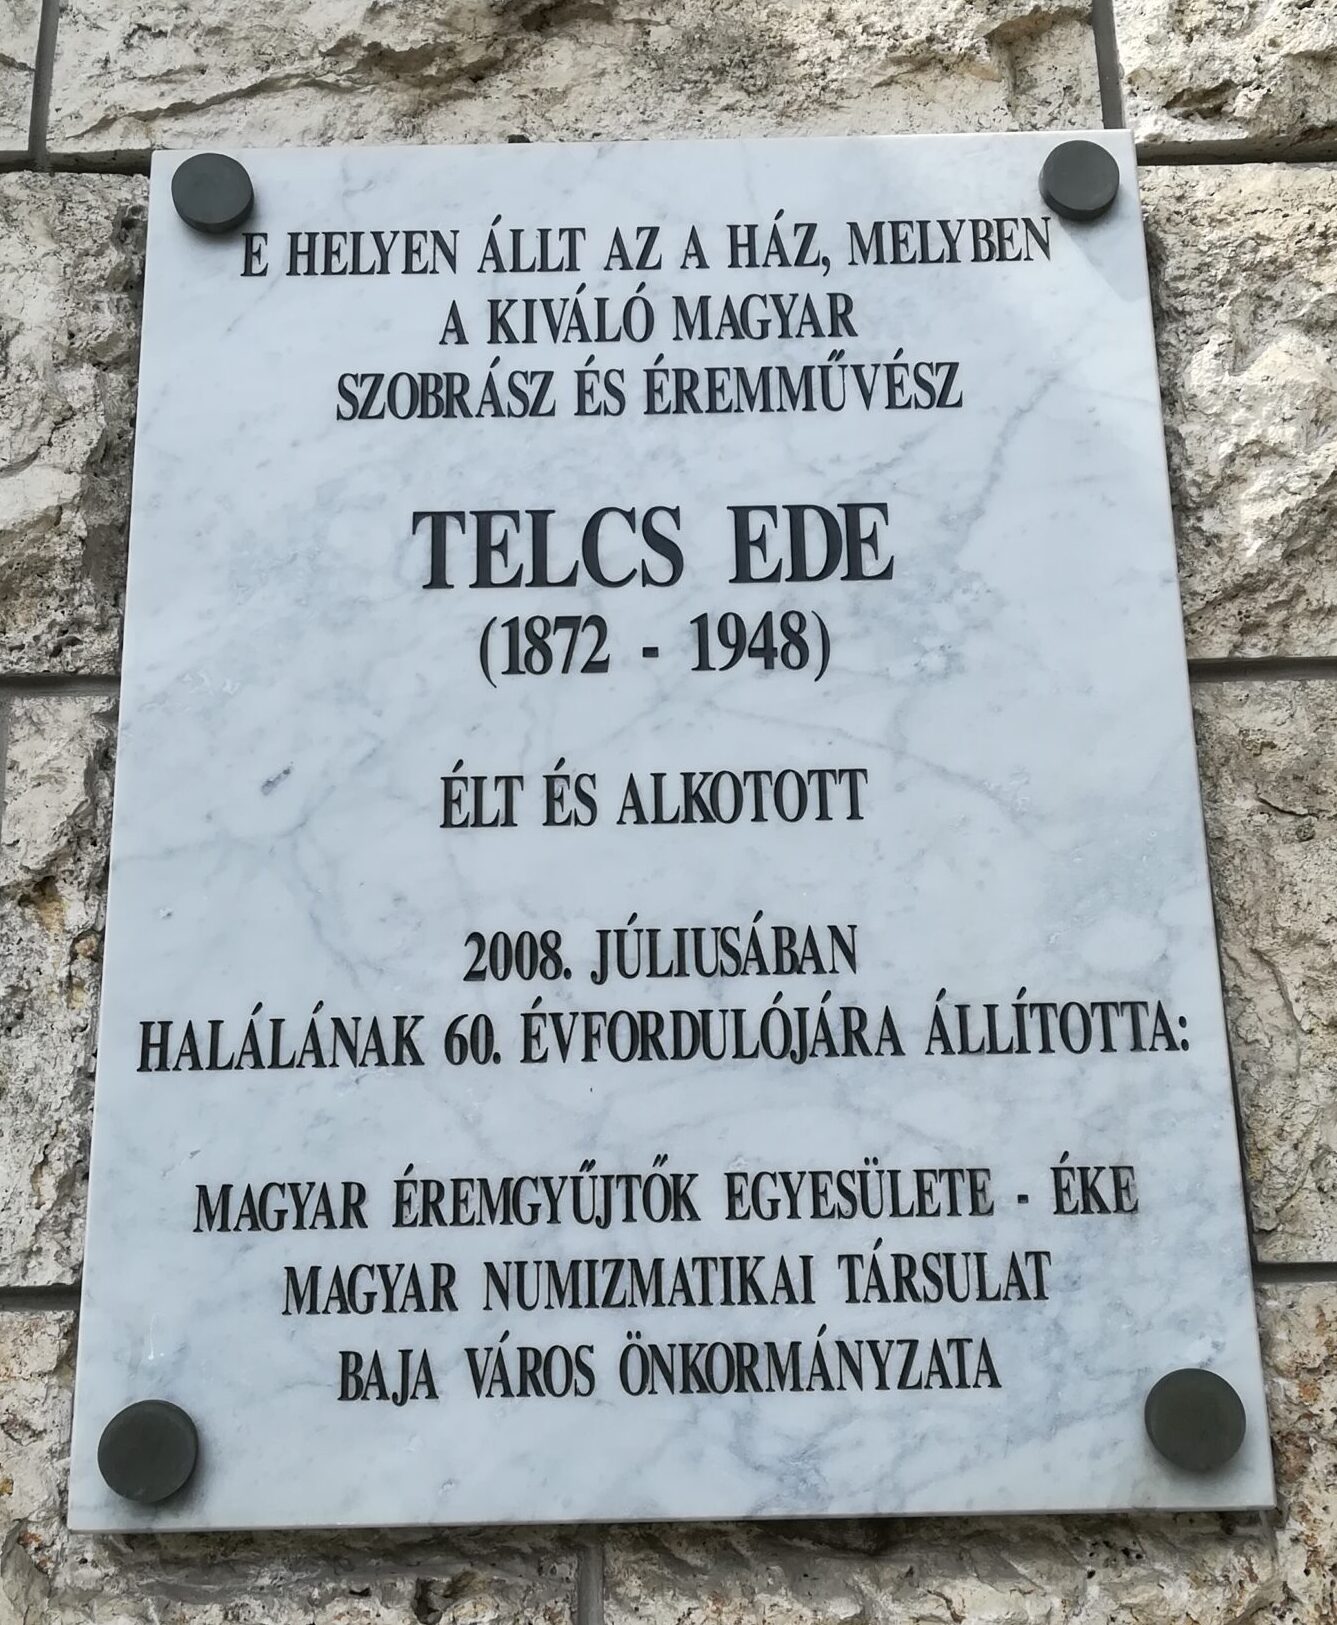 E HELYEN ÁLLT AZ A HÁZ, MELYBEN
A KIVÁLÓ MAGYAR
SZOBRÁSZ ÉS ÉREMMŰVÉSZ
TELCS EDE
(1872 - 1948)
ÉLT ÉS ALKOTOTT
2008. JÚLIUSÁBAN
HALÁLÁNAK 60. ÉVFORDULÓJÁRA ÁLLÍTOTTA:
MAGYAR ÉREMGYŰJTŐK EGYESÜLETE - ÉKE
MAGYAR NUMIZMATIKAI TÁRSULAT
BAJA VÁROS ÖNKORMÁNYZATA